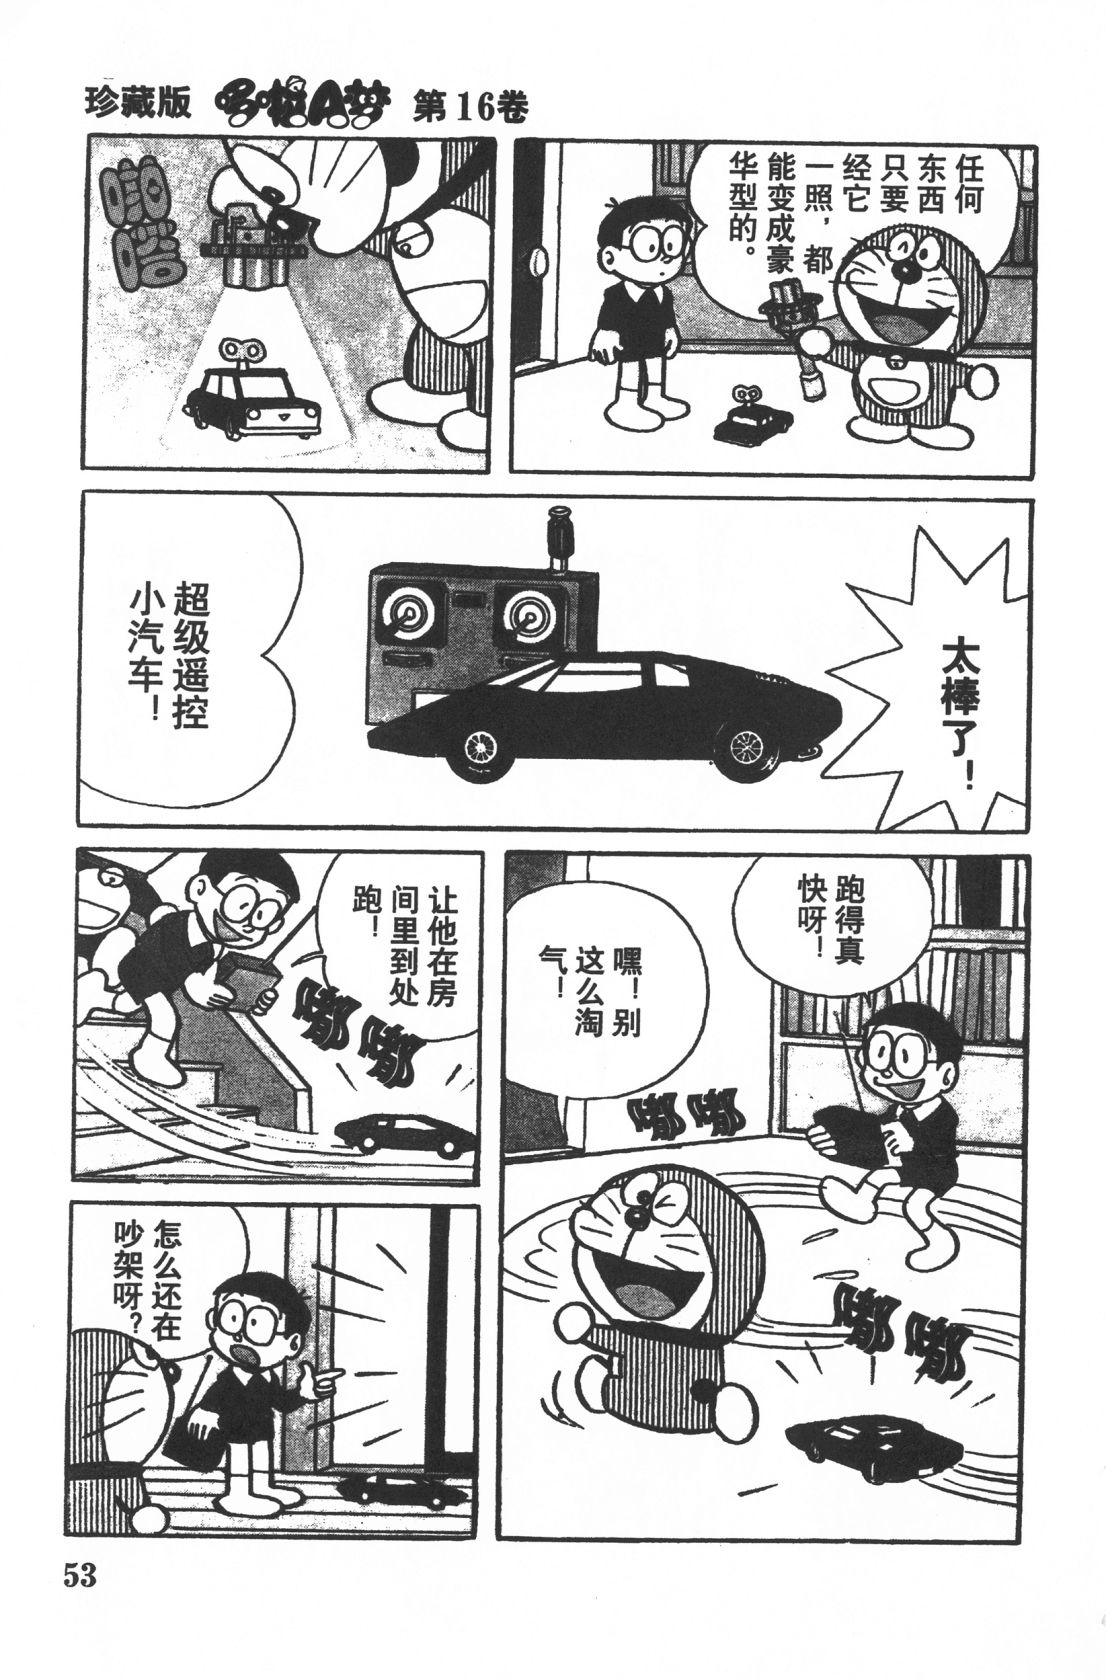 珍藏版 哆啦A梦 第16卷
任何
东西
只要
经它
一照，都
能变成豪
华型的。
啪
嗒
太棒了！
超级遥控
小汽车！
跑得真
快呀！
嘿！别
这么淘
气！
嘟嘟
嘟嘟
让他在房
间里到处
跑！
嘟嘟
怎么还在
吵架呀？
53